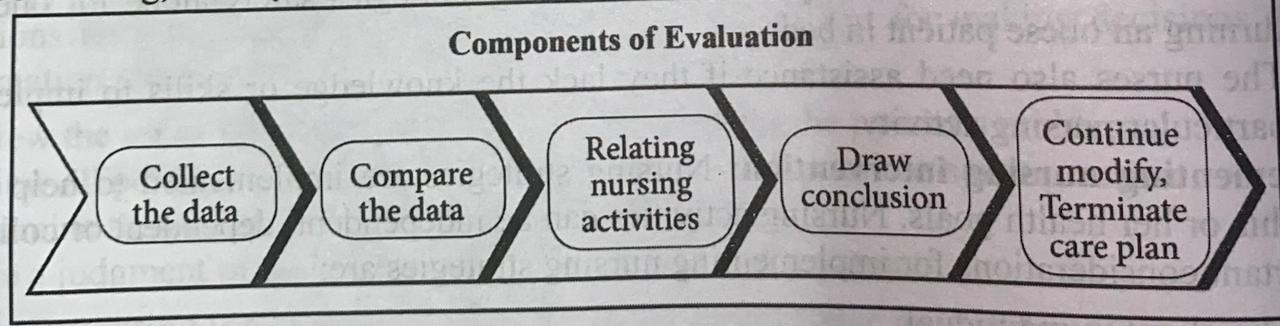 Components of Evaluation
Collect
the data
Compare
the data
Relating
nursing
activities
Draw
conclusion
Continue
modify,
Terminate
care plan